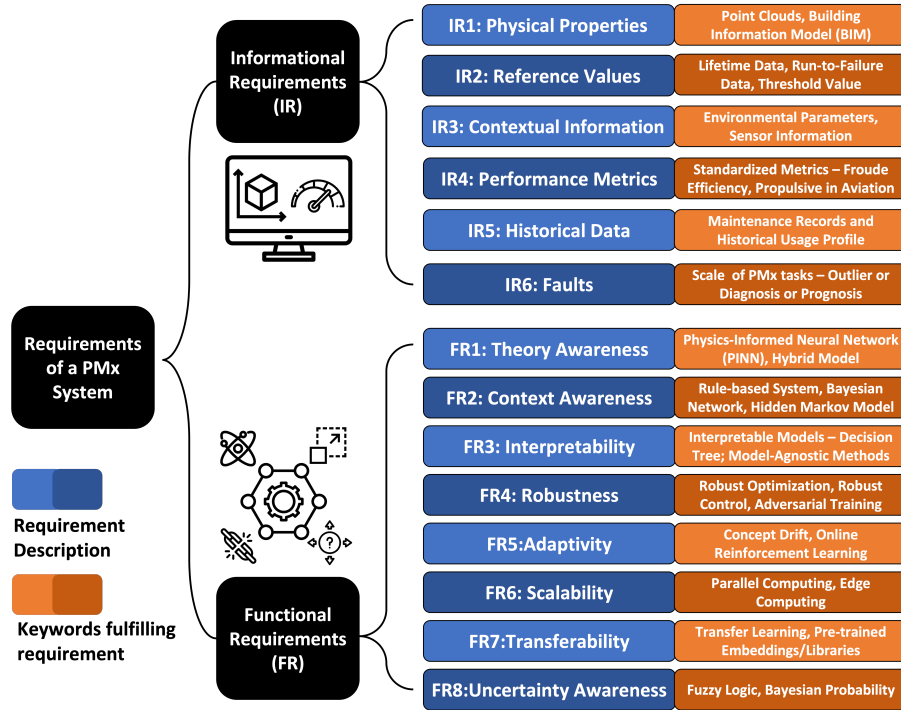 Requirements
of a PMx
System
Informational
Requirements
(IR)
IR1: Physical Properties
Point Clouds, Building
Information Model (BIM)
IR2: Reference Values
Lifetime Data, Run-to-Failure
Data, Threshold Value
IR3: Contextual Information
Environmental Parameters,
Sensor Information
IR4: Performance Metrics
Standardized Metrics – Froude
Efficiency, Propulsive in Aviation
IR5: Historical Data
Maintenance Records and
Historical Usage Profile
IR6: Faults
Scale of PMx tasks – Outlier or
Diagnosis or Prognosis
Functional
Requirements
(FR)
FR1: Theory Awareness
Physics-Informed Neural Network
(PINN), Hybrid Model
FR2: Context Awareness
Rule-based System, Bayesian
Network, Hidden Markov Model
FR3: Interpretability
Interpretable Models – Decision
Tree; Model-Agnostic Methods
FR4: Robustness
Robust Optimization, Robust
Control, Adversarial Training
FR5:Adaptivity
Concept Drift, Online
Reinforcement Learning
FR6: Scalability
Parallel Computing, Edge
Computing
FR7:Transferability
Transfer Learning, Pre-trained
Embeddings/Libraries
FR8:Uncertainty Awareness
Fuzzy Logic, Bayesian Probability
?
Requirement
Description
Keywords fulfilling
requirement